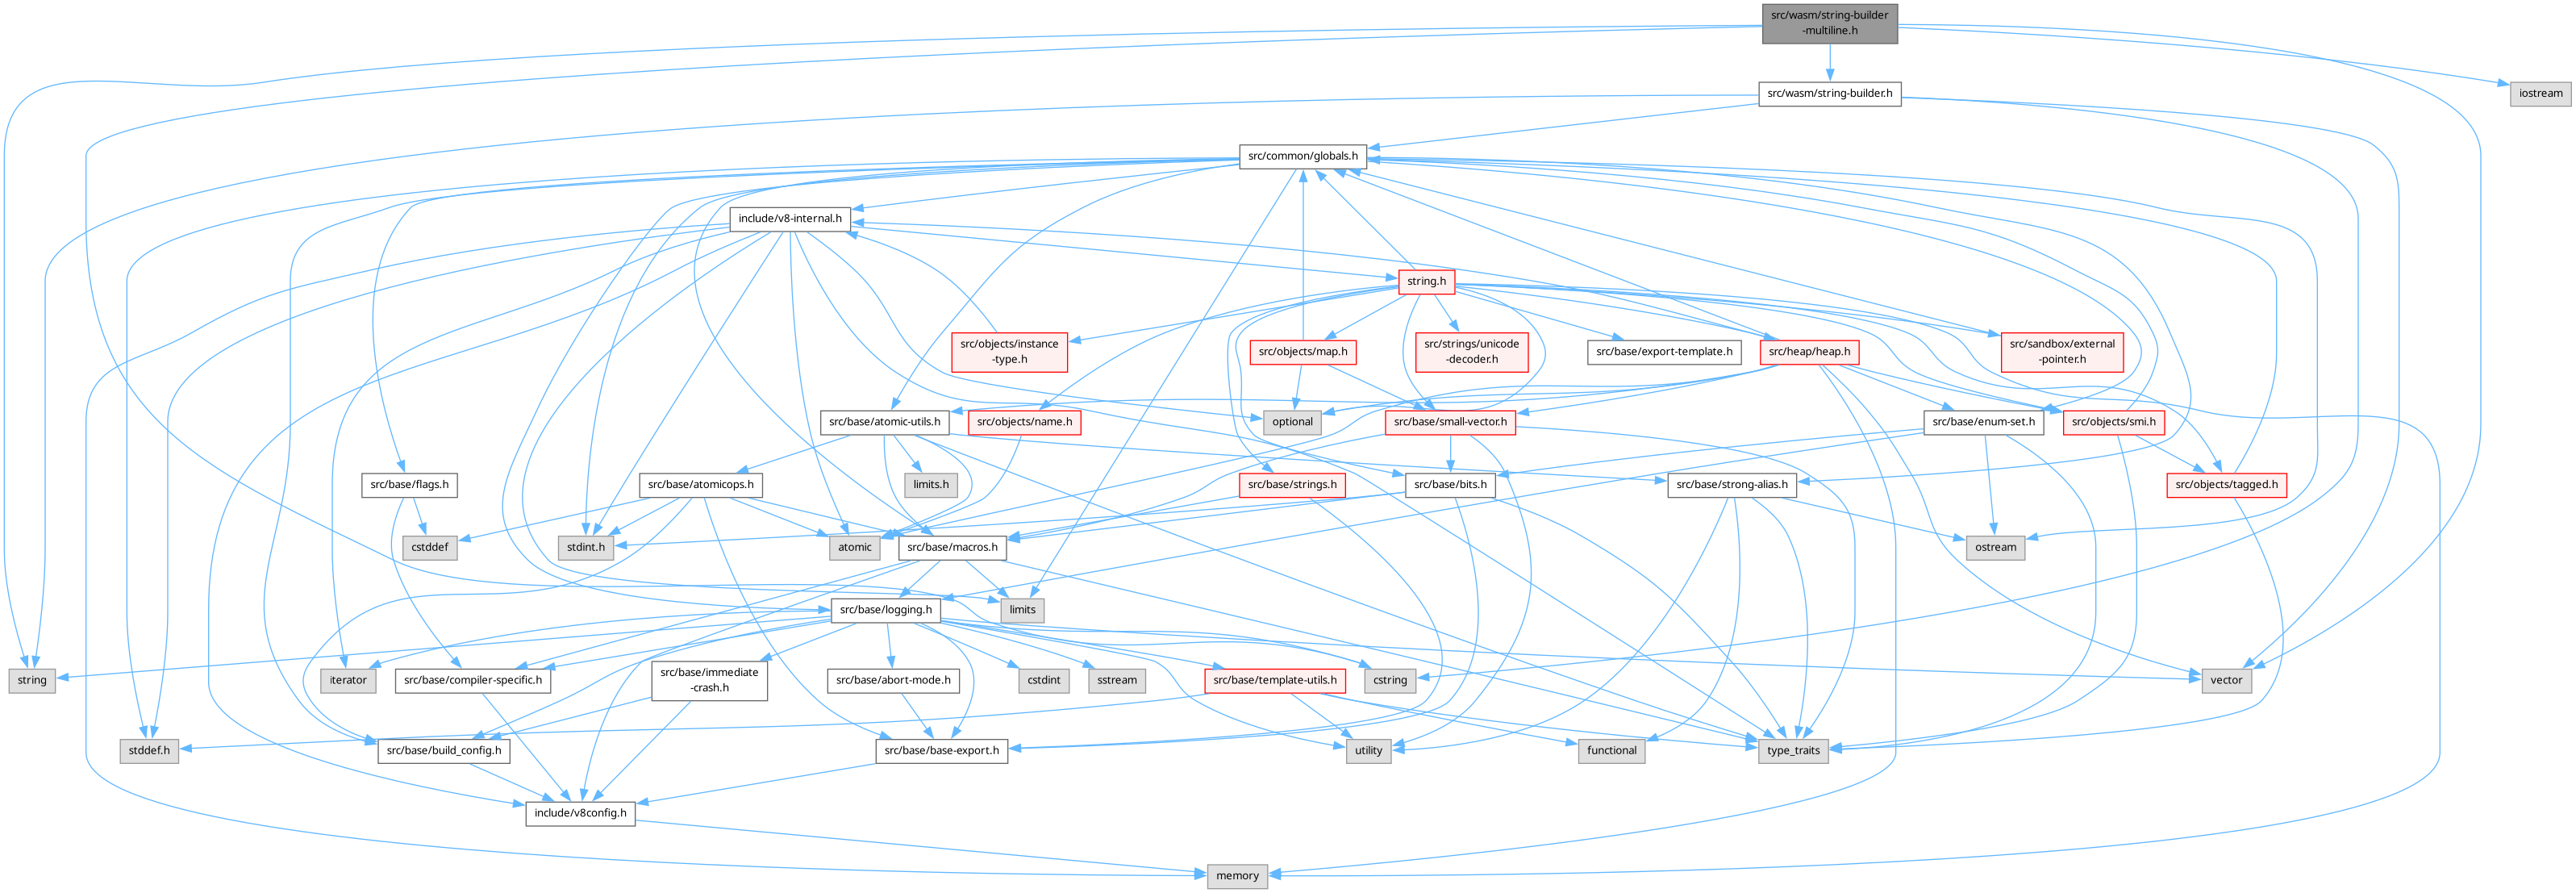 src/wasm/string-builder
-multiline.h
src/wasm/string-builder.h
iostream
src/common/globals.h
include/v8-internal.h
string.h
src/objects/instance
-type.h
src/objects/map.h
src/strings/unicode
-decoder.h
src/base/export-template.h
src/heap/heap.h
src/sandbox/external
-pointer.h
src/base/atomic-utils.h
src/objects/name.h
optional
src/base/small-vector.h
src/base/enum-set.h
src/objects/smi.h
src/base/flags.h
src/base/atomicops.h
limits.h
src/base/strings.h
src/base/bits.h
src/base/strong-alias.h
src/objects/tagged.h
cstddef
stdint.h
atomic
src/base/macros.h
ostream
src/base/logging.h
limits
string
iterator
src/base/compiler-specific.h
src/base/immediate
-crash.h
src/base/abort-mode.h
cstdint
sstream
src/base/template-utils.h
cstring
vector
stddef.h
src/base/build_config.h
src/base/base-export.h
utility
functional
type_traits
include/v8config.h
memory